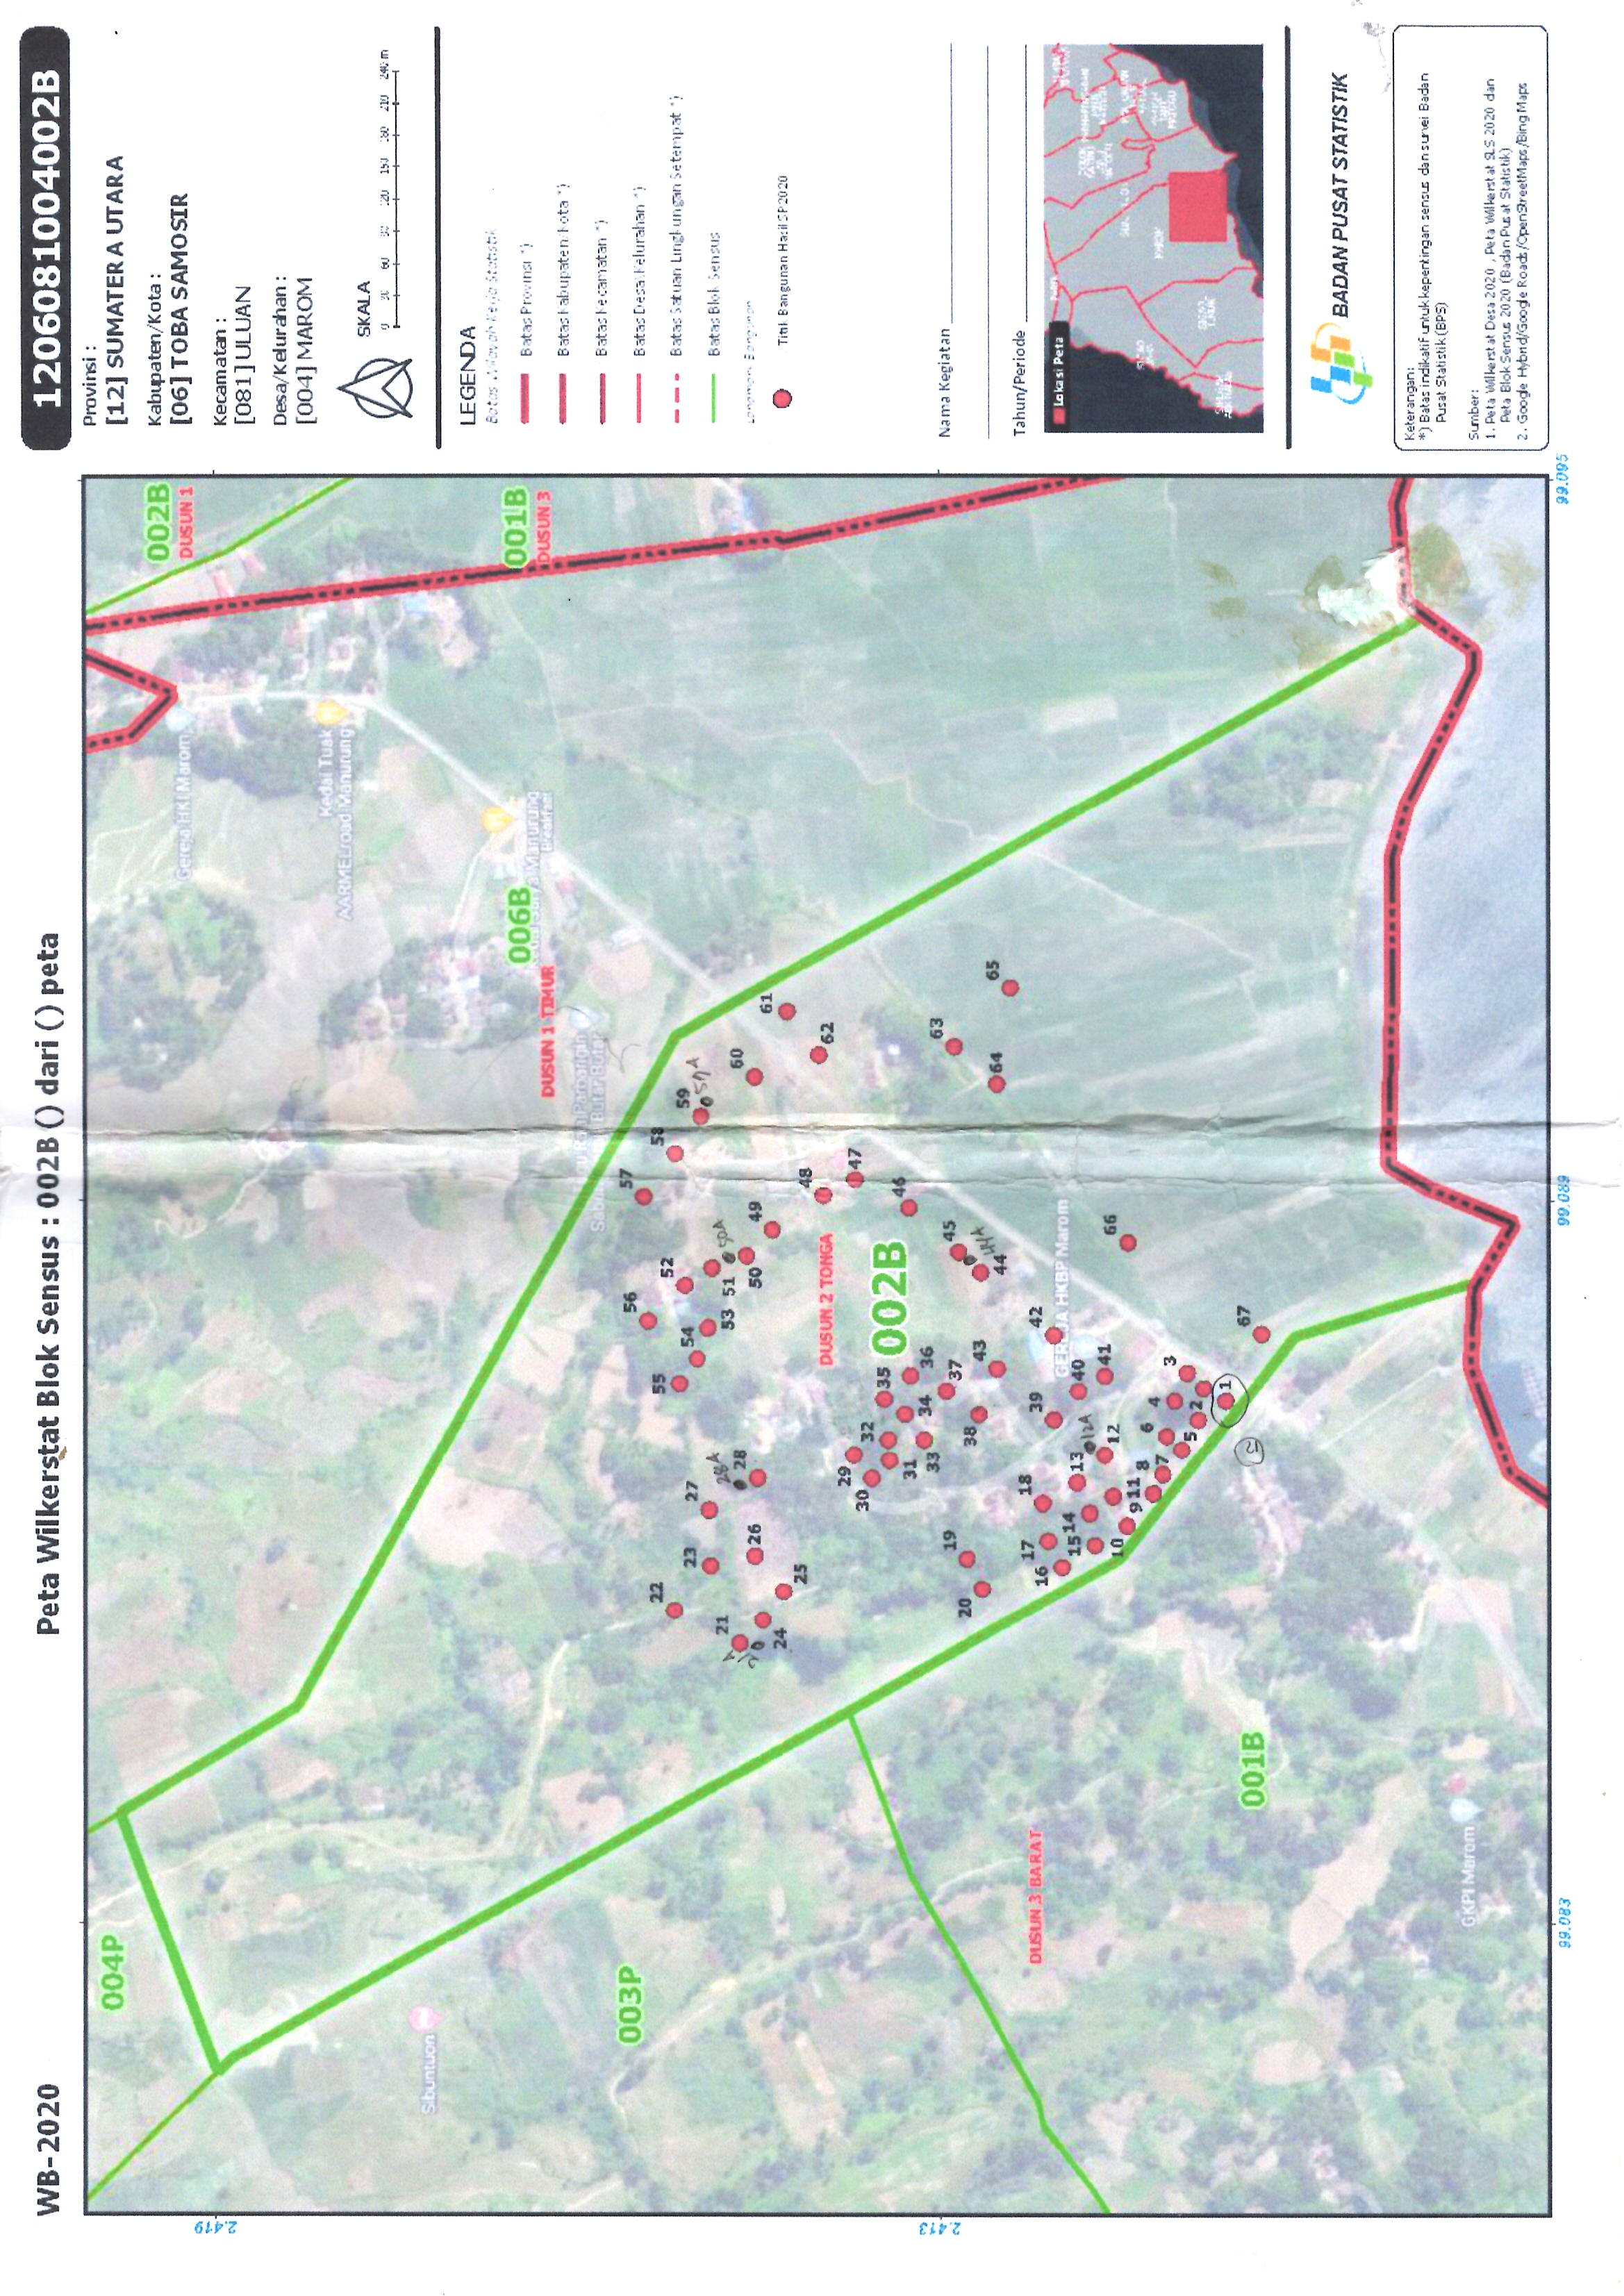 WB-2020
Peta Wilkerstat Blok Sensus : 002B () dari () peta
1206081004002B
Provinsi :
[12] SUMATERA UTARA
Kabupaten/Kota :
[06] TOBA SAMOSIR
Kecamatan :
[081] ULUAN
Desa/Kelurahan :
[004] MAROM
SKALA
0 30 60 90 120 150 180 210 240 m
LEGENDA
Batas Wilayah Kerja Statistik
Batas Provinsi *)
Batas Kabupaten/Kota *)
Batas Kecamatan *)
Batas Desa\Kelurahan *)
Batas Satuan Lingkungan Setempat *)
Batas Blok Sensus
Landmark Bangunan
Titik Bangunan Hasil SP2020
Nama Kegiatan
Tahun/Periode
Lokasi Peta
BADAN PUSAT STATISTIK
Keterangan:
*) Batas indikatif untuk kepentingan sensus dan survei Badan
Pusat Statistik (BPS)
Sumber:
1. Peta Wilkerstat Desa 2020 , Peta Wilkerstat SLS 2020 dan
Peta Blok Sensus 2020 (Badan Pusat Statistik)
2. Google Hybrid/Google Roads/OpenStreetMaps/Bing Maps
004P
002B
DUSUN 1
Gereja HKI Marom
Kedai Tuak
AARMELroad Manurung
Sibuntuon
006B
Manurung
Breakfast
DUSUN 1 TIMUR
001B
DUSUN 3
Parbarigin
Butar Butar
003P
56
57
22
55
52
58
23
27
54
59
57A
21
28A
53
51
50A
21A
28
60
24
26
50
49
25
61
48
62
DUSUN 2 TONGA
29
47
30
32
35
002B
31
46
33
34
36
37
45
63
20
19
38
43
44
44A
64
65
DUSUN 3 BARAT
17
18
16
39
42
GEREJA HKBP Marom
15
14
13
12A
40
10
12
41
66
9
11
8
7
6
4
3
5
2
1
67
001B
GKPI Marom
2.419
2.413
99.083
99.089
99.095